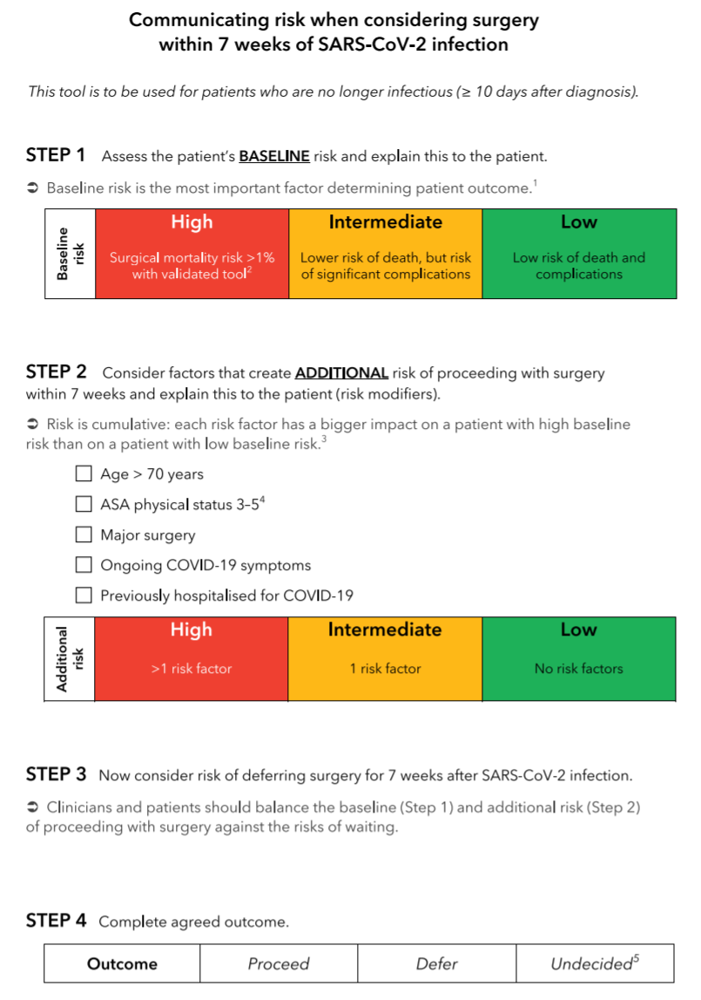 Communicating risk when considering surgery
within 7 weeks of SARS-CoV-2 infection
This tool is to be used for patients who are no longer infectious (≥ 10 days after diagnosis).
STEP 1 Assess the patient's BASELINE risk and explain this to the patient.
➲ Baseline risk is the most important factor determining patient outcome.¹
Baseline
risk
High
Surgical mortality risk >1%
with validated tool²
Intermediate
Lower risk of death, but risk
of significant complications
Low
Low risk of death and
complications
STEP 2 Consider factors that create ADDITIONAL risk of proceeding with surgery
within 7 weeks and explain this to the patient (risk modifiers).
➲ Risk is cumulative: each risk factor has a bigger impact on a patient with high baseline
risk than on a patient with low baseline risk.³
☐ Age > 70 years
☐ ASA physical status 3–5⁴
☐ Major surgery
☐ Ongoing COVID-19 symptoms
☐ Previously hospitalised for COVID-19
Additional
risk
High
>1 risk factor
Intermediate
1 risk factor
Low
No risk factors
STEP 3 Now consider risk of deferring surgery for 7 weeks after SARS-CoV-2 infection.
➲ Clinicians and patients should balance the baseline (Step 1) and additional risk (Step 2)
of proceeding with surgery against the risks of waiting.
STEP 4 Complete agreed outcome.
Outcome Proceed Defer Undecided⁵